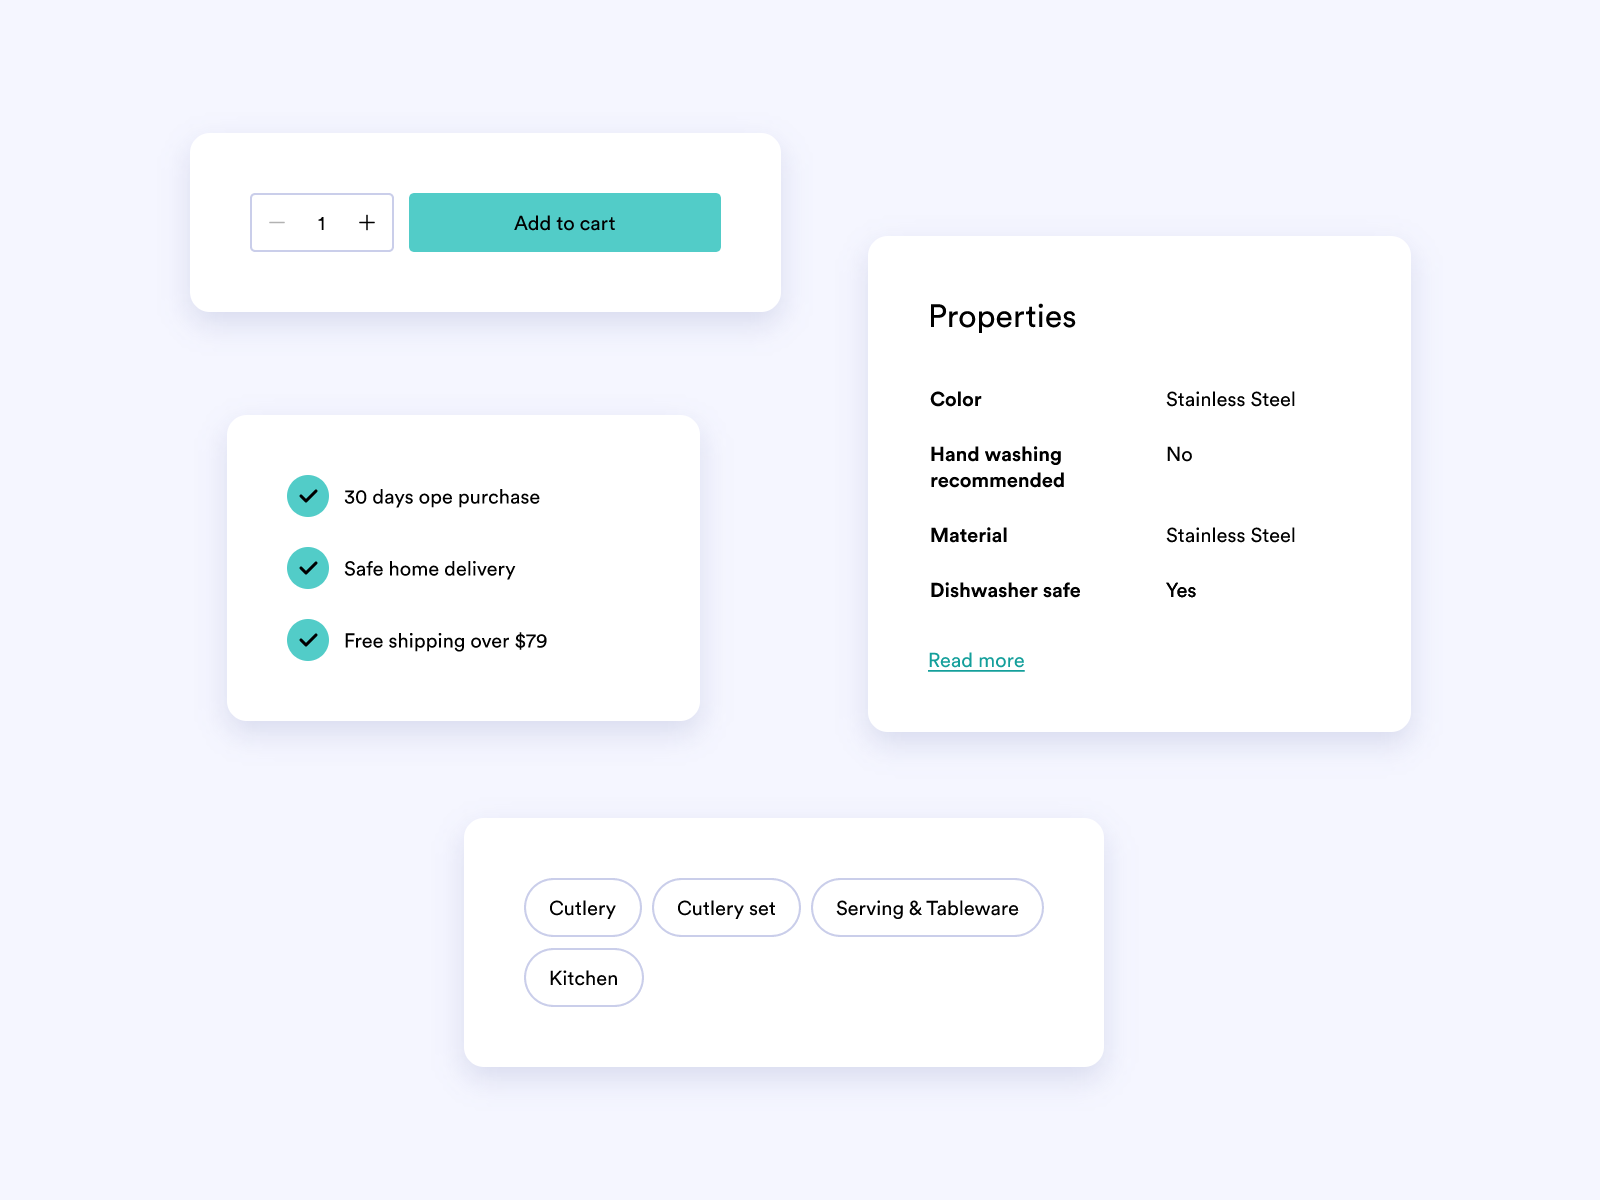 1
Add to cart
Properties
Color
Stainless Steel
Hand washing
recommended
No
Material
Stainless Steel
Dishwasher safe
Yes
Read more
30 days ope purchase
Safe home delivery
Free shipping over $79
Cutlery
Cutlery set
Serving & Tableware
Kitchen